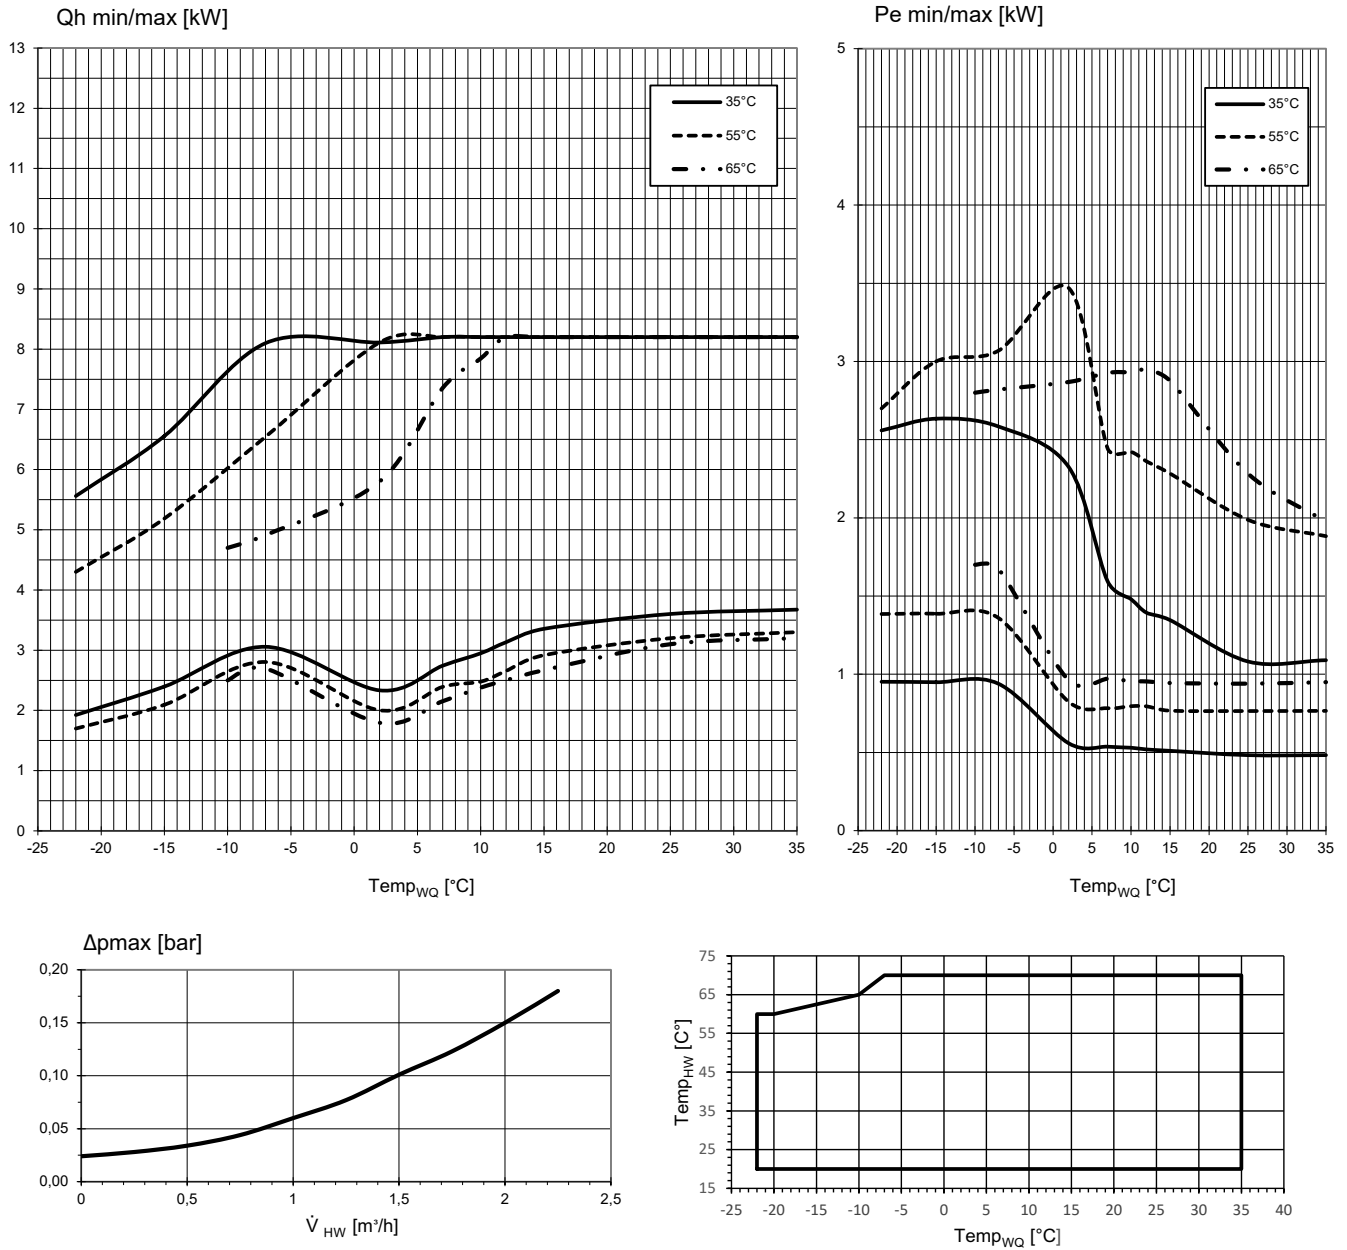 Qh min/max [kW]
13
12
11
10
9
8
7
6
5
4
3
2
1
0
-25 -20 -15 -10 -5 0 5 10 15 20 25 30 35
35°C
55°C
65°C
Temp_WQ [°C]
Pe min/max [kW]
5
4
3
2
1
0
-25 -20 -15 -10 -5 0 5 10 15 20 25 30 35
35°C
55°C
65°C
Temp_WQ [°C]
Δpmax [bar]
0,20
0,15
0,10
0,05
0,00
0 0,5 1 1,5 2 2,5
V̇ HW [m³/h]
Temp_HW [C°]
75
65
55
45
35
25
15
-25 -20 -15 -10 -5 0 5 10 15 20 25 30 35 40
Temp_WQ [°C]